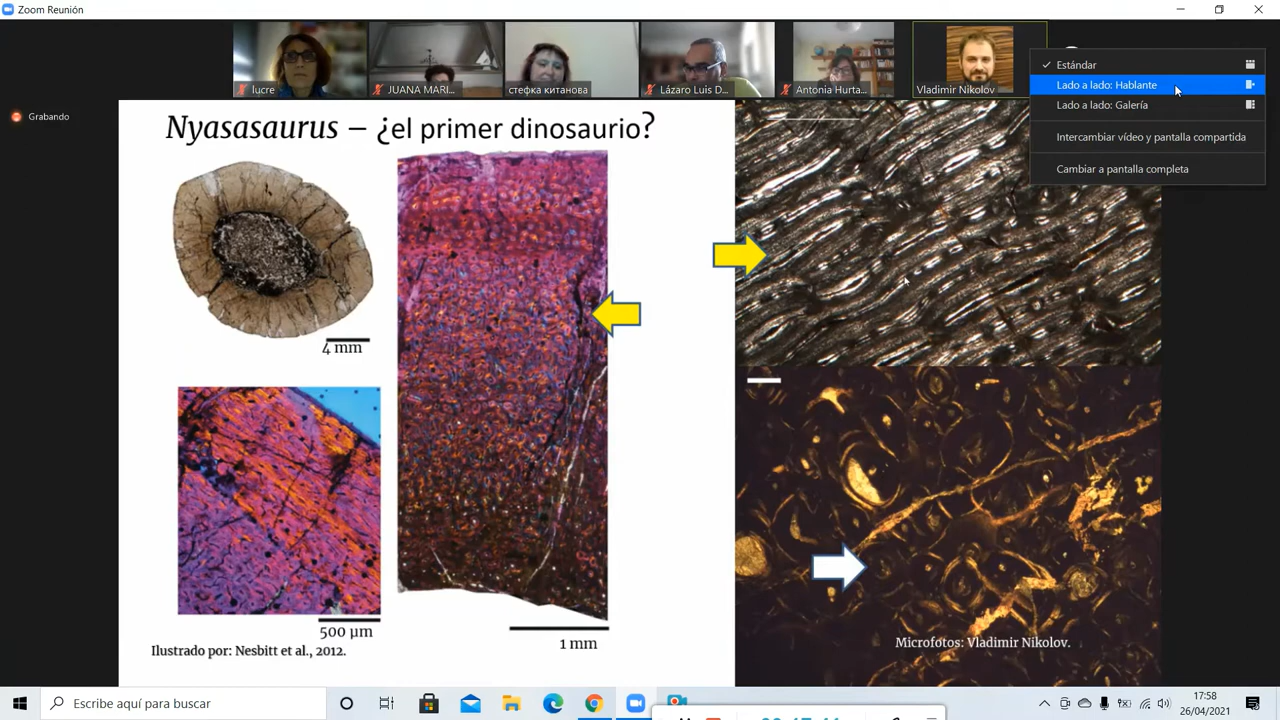 Zoom Reunión
lucre
JUANA MARI...
стефка китанова
Lázaro Luis D...
Antonia Hurta...
Vladimir Nikolov
Estándar
Lado a lado: Hablante
Lado a lado: Galería
Intercambiar vídeo y pantalla compartida
Cambiar a pantalla completa
Grabando
Nyasasaurus – ¿el primer dinosaurio?
4 mm
500 µm
1 mm
Ilustrado por: Nesbitt et al., 2012.
Microfotos: Vladimir Nikolov.
Escribe aquí para buscar
17:58
26/04/2021